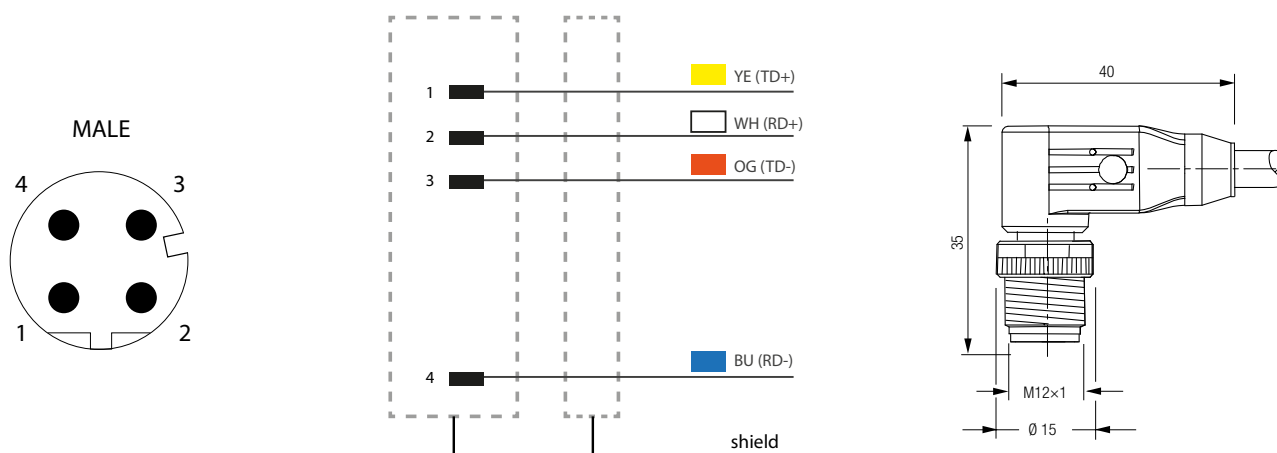 MALE
4
3
1
2
1
YE (TD+)
2
WH (RD+)
3
OG (TD-)
4
BU (RD-)
shield
40
35
M12×1
Ø 15